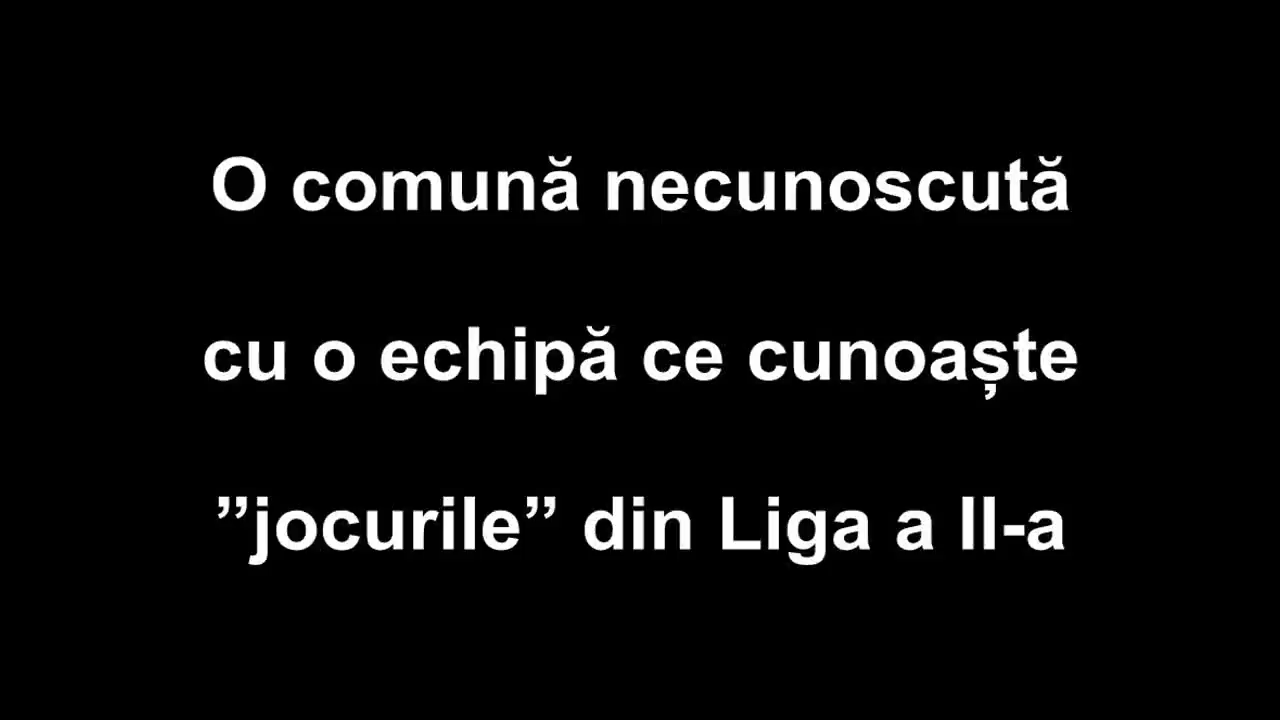 O comună necunoscută
cu o echipă ce cunoaște
”jocurile” din Liga a II-a